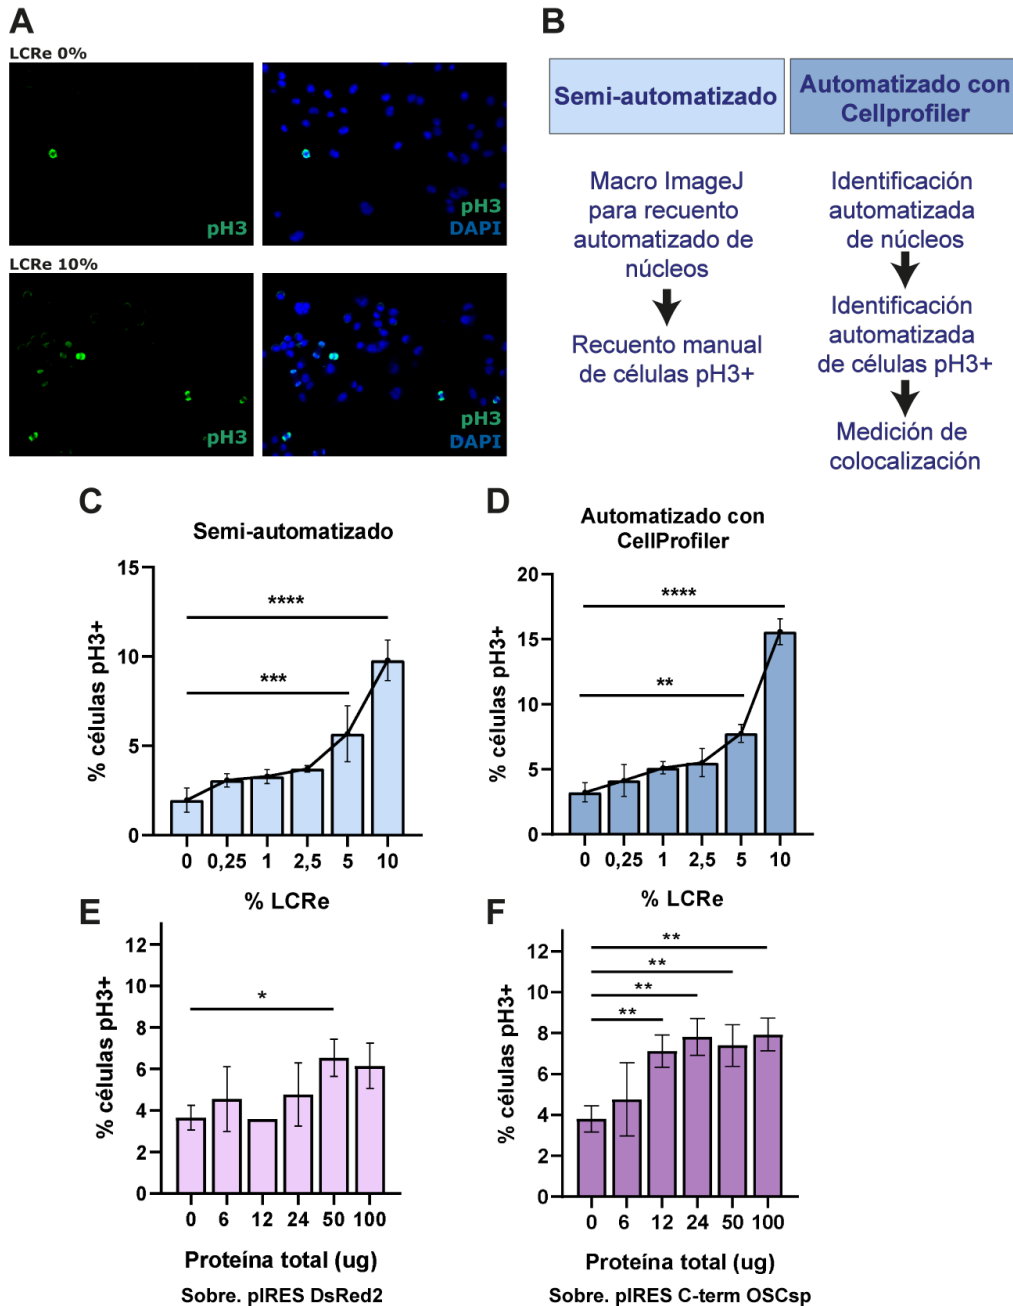 A
LCRe 0%
pH3
pH3
DAPI
LCRe 10%
pH3
pH3
DAPI
B
Semi-automatizado
Automatizado con
Cellprofiler
Macro ImageJ
para recuento
automatizado de
núcleos
Recuento manual
de células pH3+
Identificación
automatizada
de núcleos
Identificación
automatizada
de células pH3+
Medición de
colocalización
C
Semi-automatizado
% células pH3+
15
10
5
0
****
***
0 0,25 1 2,5 5 10
% LCRe
D
Automatizado con
CellProfiler
% células pH3+
20
15
10
5
0
****
**
0 0,25 1 2,5 5 10
% LCRe
E
% células pH3+
12
10
8
6
4
2
0
*
0 6 12 24 50 100
Proteína total (ug)
Sobre. pIRES DsRed2
F
% células pH3+
12
10
8
6
4
2
0
**
**
**
**
0 6 12 24 50 100
Proteína total (ug)
Sobre. pIRES C-term OSCsp